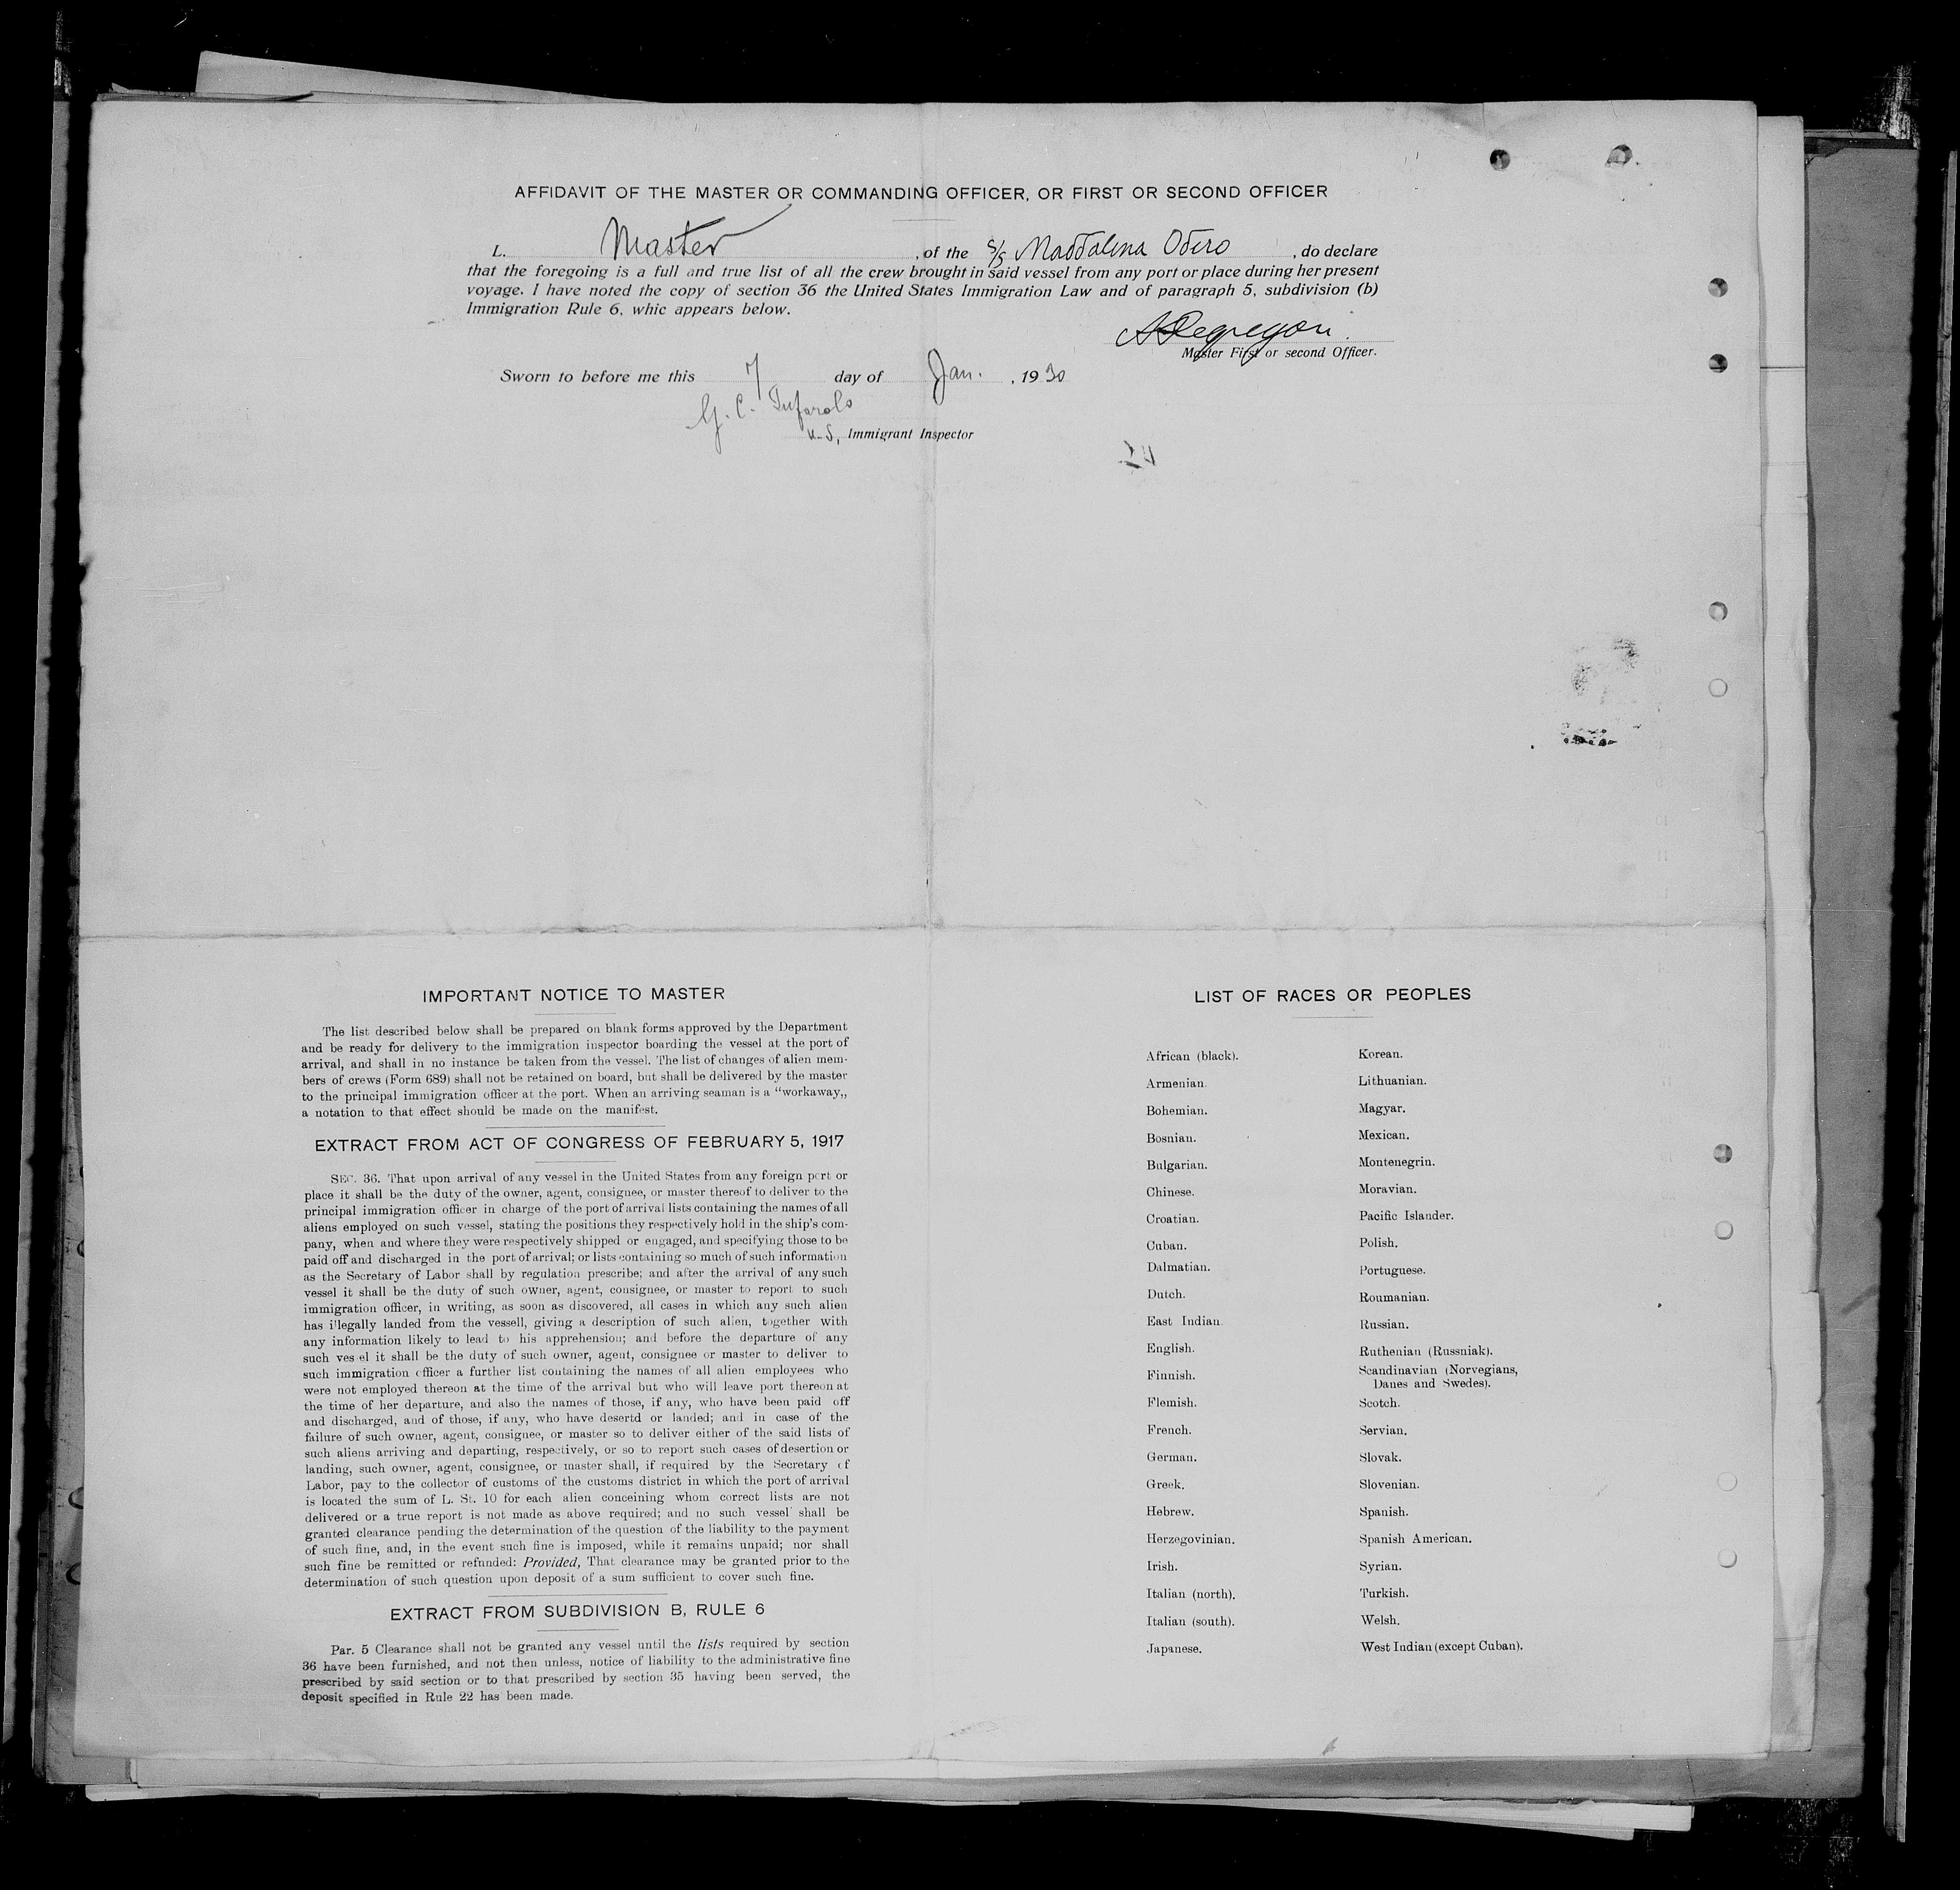 AFFIDAVIT OF THE MASTER OR COMMANDING OFFICER, OR FIRST OR SECOND OFFICER
L. Master , of the S/S Maddalena Odero , do declare
that the foregoing is a full and true list of all the crew brought in said vessel from any port or place during her present
voyage. I have noted the copy of section 36 the United States Immigration Law and of paragraph 5, subdivision (b)
Immigration Rule 6, whic appears below.
Master First or second Officer.
Sworn to before me this 7 day of Jan. , 1930
G. C.
U.S, Immigrant Inspector
IMPORTANT NOTICE TO MASTER
The list described below shall be prepared on blank forms approved by the Department
and be ready for delivery to the immigration inspector boarding the vessel at the port of
arrival, and shall in no instance be taken from the vessel. The list of changes of alien mem-
bers of crews (Form 689) shall not be retained on board, but shall be delivered by the master
to the principal immigration officer at the port. When an arriving seaman is a “workaway„
a notation to that effect should be made on the manifest.
EXTRACT FROM ACT OF CONGRESS OF FEBRUARY 5, 1917
SEC. 36. That upon arrival of any vessel in the United States from any foreign port or
place it shall be the duty of the owner, agent, consignee, or master thereof to deliver to the
principal immigration officer in charge of the port of arrival lists containing the names of all
aliens employed on such vessel, stating the positions they respectively hold in the ship's com-
pany, when and where they were respectively shipped or engaged, and specifying those to be
paid off and discharged in the port of arrival; or lists containing so much of such information
as the Secretary of Labor shall by regulation prescribe; and after the arrival of any such
vessel it shall be the duty of such owner, agent, consignee, or master to report to such
immigration officer, in writing, as soon as discovered, all cases in which any such alien
has illegally landed from the vessell, giving a description of such alien, together with
any information likely to lead to his apprehension; and before the departure of any
such ves el it shall be the duty of such owner, agent, consignee or master to deliver to
such immigration officer a further list containing the names of all alien employees who
were not employed thereon at the time of the arrival but who will leave port thereon at
the time of her departure, and also the names of those, if any, who have been paid off
and discharged, and of those, if any, who have desertd or landed; and in case of the
failure of such owner, agent, consignee, or master so to deliver either of the said lists of
such aliens arriving and departing, respectively, or so to report such cases of desertion or
landing, such owner, agent, consignee, or master shall, if required by the Secretary of
Labor, pay to the collector of customs of the customs district in which the port of arrival
is located the sum of L. St. 10 for each alien conceining whom correct lists are not
delivered or a true report is not made as above required; and no such vessel shall be
granted clearance pending the determination of the question of the liability to the payment
of such fine, and, in the event such fine is imposed, while it remains unpaid; nor shall
such fine be remitted or refunded: Provided, That clearance may be granted prior to the
determination of such question upon deposit of a sum sufficient to cover such fine.
EXTRACT FROM SUBDIVISION B, RULE 6
Par. 5 Clearance shall not be granted any vessel until the lists required by section
36 have been furnished, and not then unless, notice of liability to the administrative fine
prescribed by said section or to that prescribed by section 35 having been served, the
deposit specified in Rule 22 has been made.
LIST OF RACES OR PEOPLES
African (black).
Armenian.
Bohemian.
Bosnian.
Bulgarian.
Chinese.
Croatian.
Cuban.
Dalmatian.
Dutch.
East Indian
English.
Finnish.
Flemish.
French.
German.
Greek.
Hebrew.
Herzegovinian.
Irish.
Italian (north).
Italian (south).
Japanese.
Korean.
Lithuanian.
Magyar.
Mexican.
Montenegrin.
Moravian.
Pacific Islander.
Polish.
Portuguese.
Roumanian.
Russian.
Ruthenian (Russniak).
Scandinavian (Norvegians,
Danes and Swedes).
Scotch.
Servian.
Slovak.
Slovenian.
Spanish.
Spanish American.
Syrian.
Turkish.
Welsh.
West Indian (except Cuban).